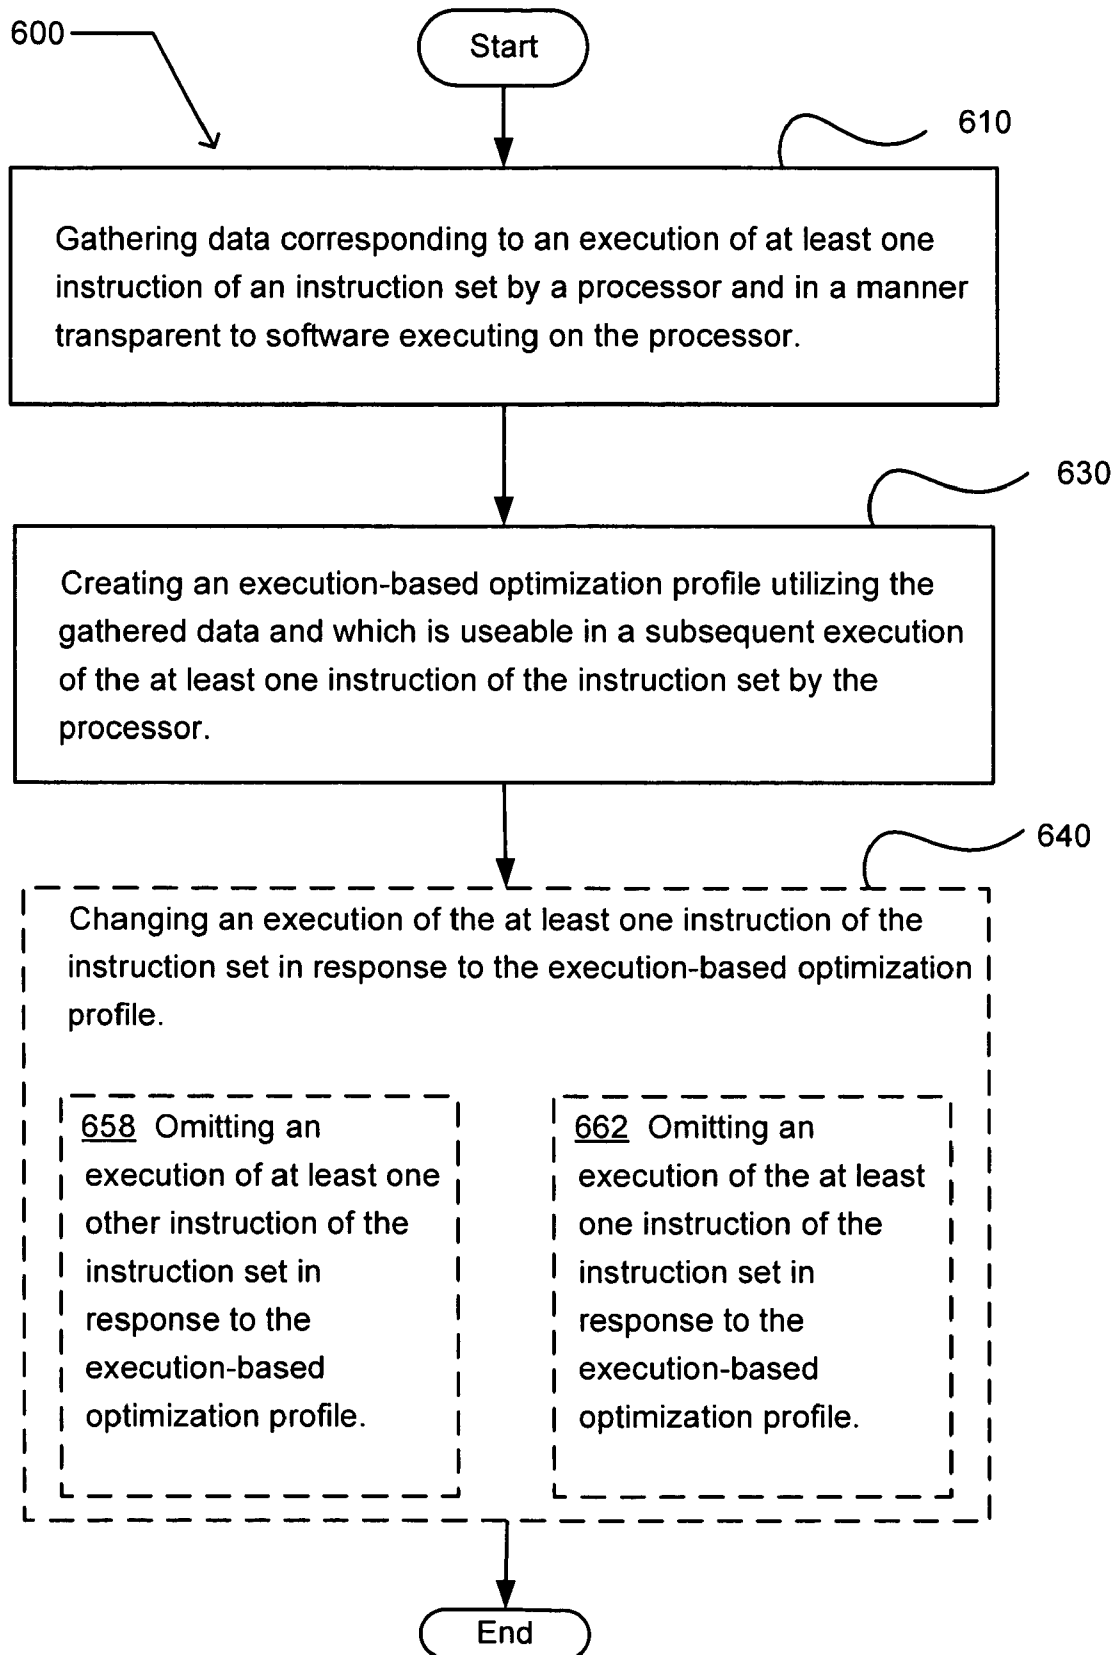 600
Start
610
Gathering data corresponding to an execution of at least one
instruction of an instruction set by a processor and in a manner
transparent to software executing on the processor.
630
Creating an execution-based optimization profile utilizing the
gathered data and which is useable in a subsequent execution
of the at least one instruction of the instruction set by the
processor.
640
Changing an execution of the at least one instruction of the
instruction set in response to the execution-based optimization
profile.
658 Omitting an
execution of at least one
other instruction of the
instruction set in
response to the
execution-based
optimization profile.
662 Omitting an
execution of the at least
one instruction of the
instruction set in
response to the
execution-based
optimization profile.
End